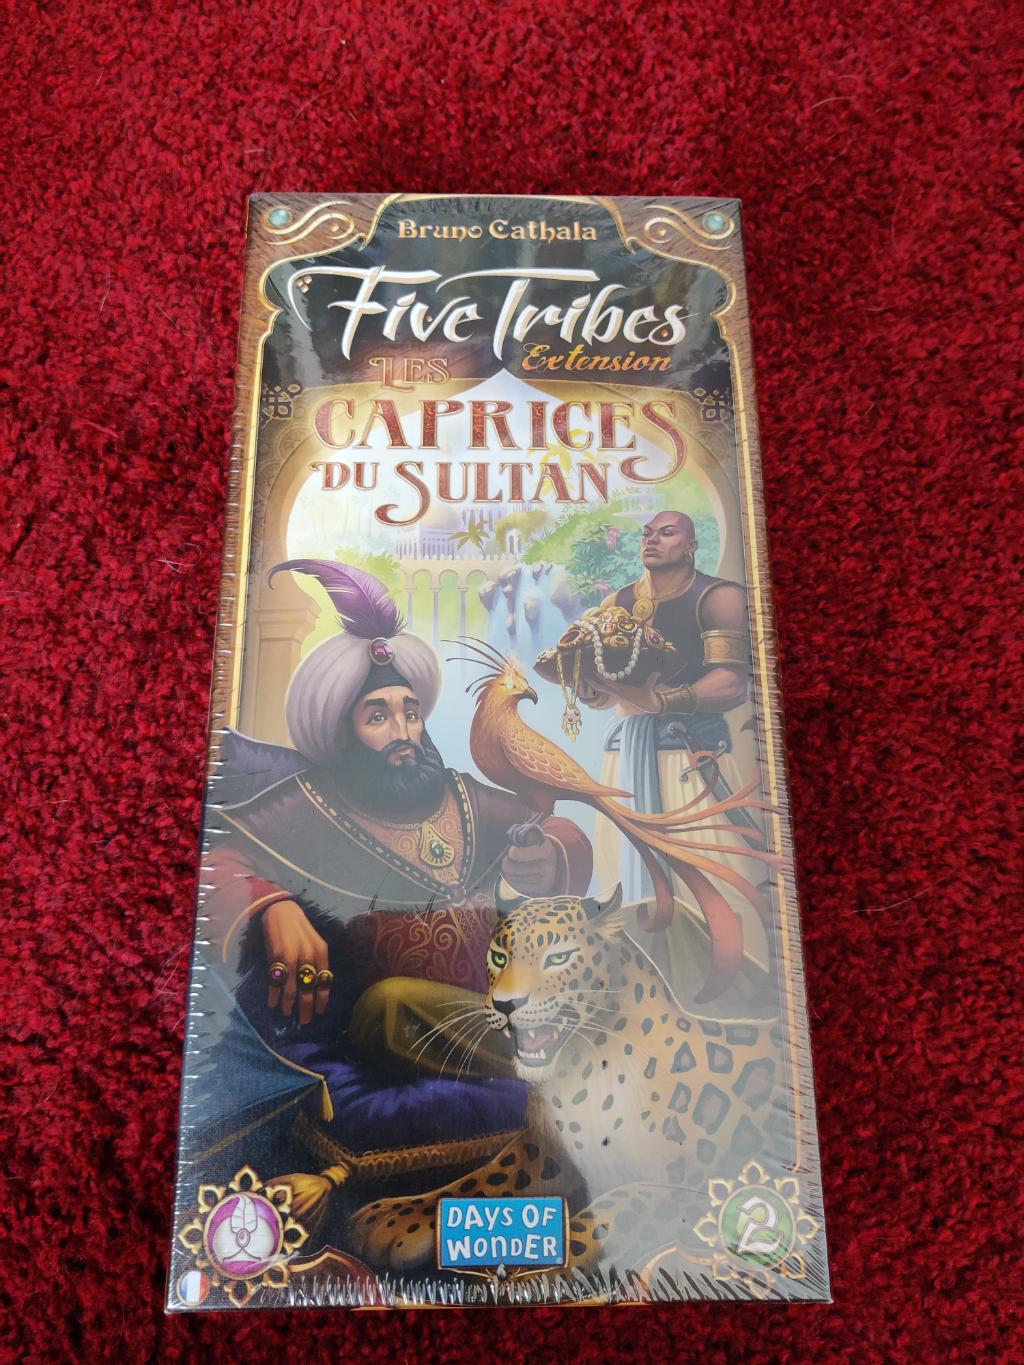 Bruno Cathala
Five Tribes
Extension
LES
CAPRICES
DU SULTAN
DAYS OF
WONDER
2